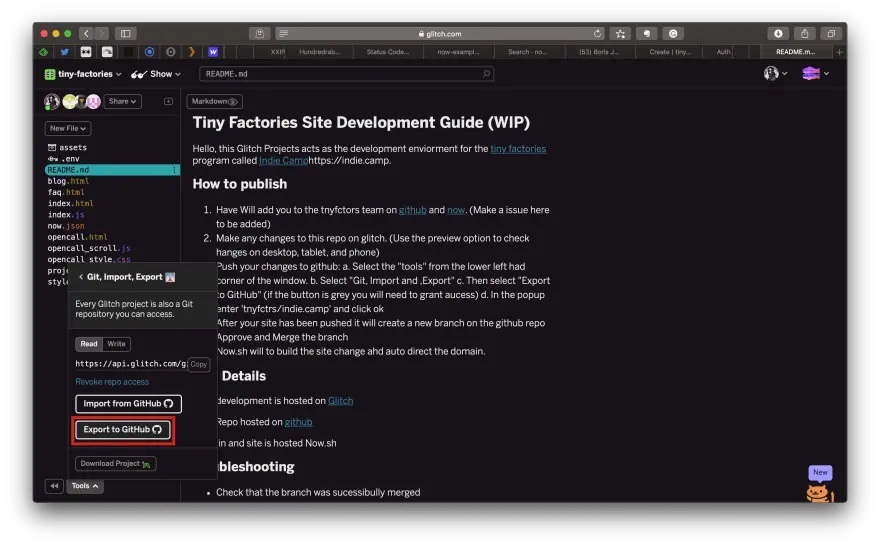 glitch.com
XXIV
Hundredrab...
Status Code...
now-exampl...
Search - no...
(53) Boris J...
Create | tiny...
Auth
README.m...
tiny-factories
Show
README.md
Share
Markdown
New File
assets
.env
README.md
blog.html
faq.html
index.html
index.js
now.json
opencall.html
opencall_scroll.js
opencall_style.css
proj
style
Git, Import, Export
Every Glitch project is also a Git
repository you can access.
Read Write
https://api.glitch.com/g
Copy
Revoke repo access
Import from GitHub
Export to GitHub
Download Project
Tools
Tiny Factories Site Development Guide (WIP)
Hello, this Glitch Projects acts as the development enviorment for the tiny factories
program called Indie Camphttps://indie.camp.
How to publish
1. Have Will add you to the tnyfctors team on github and now. (Make a issue here
to be added)
2. Make any changes to this repo on glitch. (Use the preview option to check
hanges on desktop, tablet, and phone)
Push your changes to github: a. Select the "tools" from the lower left had
corner of the window. b. Select "Git, Import and ,Export" c. Then select "Export
to GitHub" (if the button is grey you will need to grant aucess) d. In the popup
enter 'tnyfctrs/indie.camp' and click ok
After your site has been pushed it will create a new branch on the github repo
Approve and Merge the branch
Now.sh will to build the site change ahd auto direct the domain.
Details
development is hosted on Glitch
Repo hosted on github
in and site is hosted Now.sh
ubleshooting
• Check that the branch was sucessibully merged
New